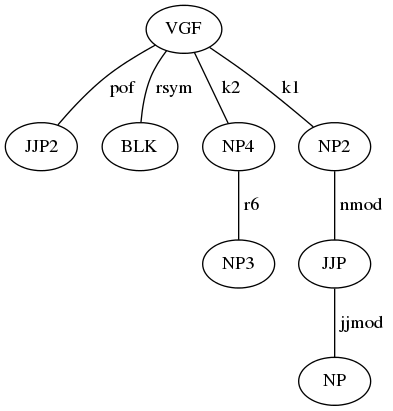 VGF
pof rsym k2 k1
JJP2 BLK NP4 NP2
r6 nmod
NP3 JJP
jjmod
NP